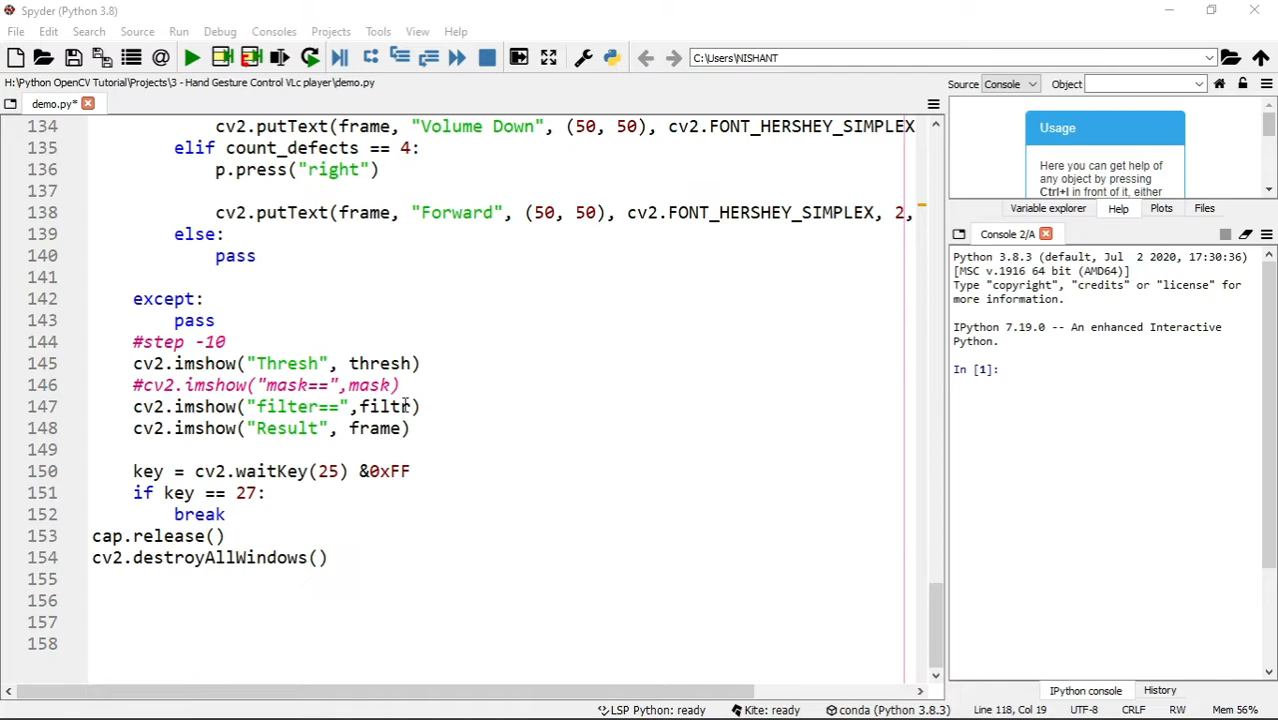 Spyder (Python 3.8)
File Edit Search Source Run Debug Consoles Projects Tools View Help
C:\Users\NISHANT
H:\Python OpenCV Tutorial\Projects\3 - Hand Gesture Control VLc player\demo.py
Source Console Object
demo.py*
Usage
Here you can get help of
any object by pressing
Ctrl+I in front of it, either
Variable explorer Help Plots Files
134 cv2.putText(frame, "Volume Down", (50, 50), cv2.FONT_HERSHEY_SIMPLEX
135 elif count_defects == 4:
136 p.press("right")
137
138 cv2.putText(frame, "Forward", (50, 50), cv2.FONT_HERSHEY_SIMPLEX, 2,
139 else:
140 pass
141
142 except:
143 pass
144 #step -10
145 cv2.imshow("Thresh", thresh)
146 #cv2.imshow("mask==",mask)
147 cv2.imshow("filter==",filtr)
148 cv2.imshow("Result", frame)
149
150 key = cv2.waitKey(25) &0xFF
151 if key == 27:
152 break
153 cap.release()
154 cv2.destroyAllWindows()
155
156
157
158
Console 2/A
Python 3.8.3 (default, Jul 2 2020, 17:30:36)
[MSC v.1916 64 bit (AMD64)]
Type "copyright", "credits" or "license" for
more information.
IPython 7.19.0 -- An enhanced Interactive
Python.
In [1]:
IPython console History
LSP Python: ready Kite: ready conda (Python 3.8.3) Line 118, Col 19 UTF-8 CRLF RW Mem 56%